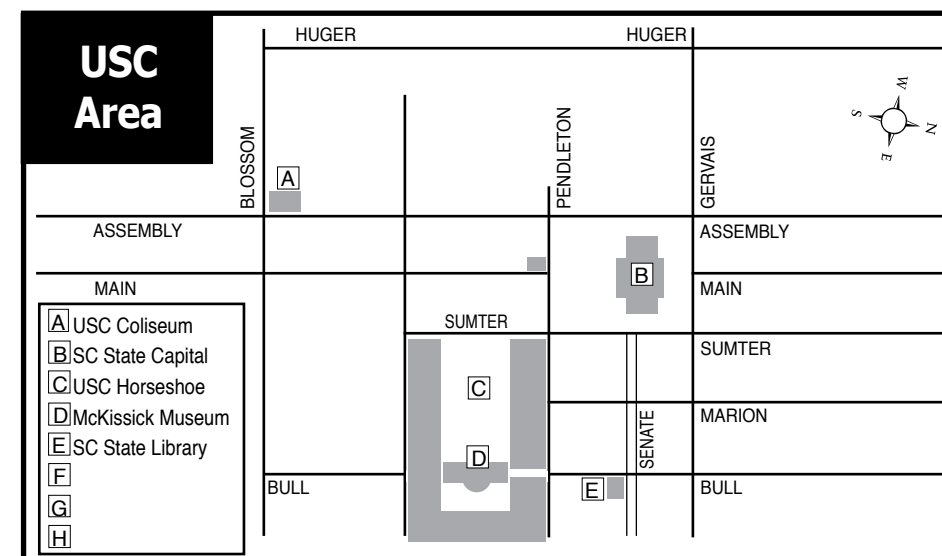 USC
Area
HUGER
HUGER
BLOSSOM
PENDLETON
GERVAIS
W
S
N
E
A
ASSEMBLY
ASSEMBLY
B
MAIN
MAIN
A USC Coliseum
B SC State Capital
C USC Horseshoe
D McKissick Museum
E SC State Library
F
G
H
SUMTER
SUMTER
C
MARION
SENATE
D
BULL
E
BULL